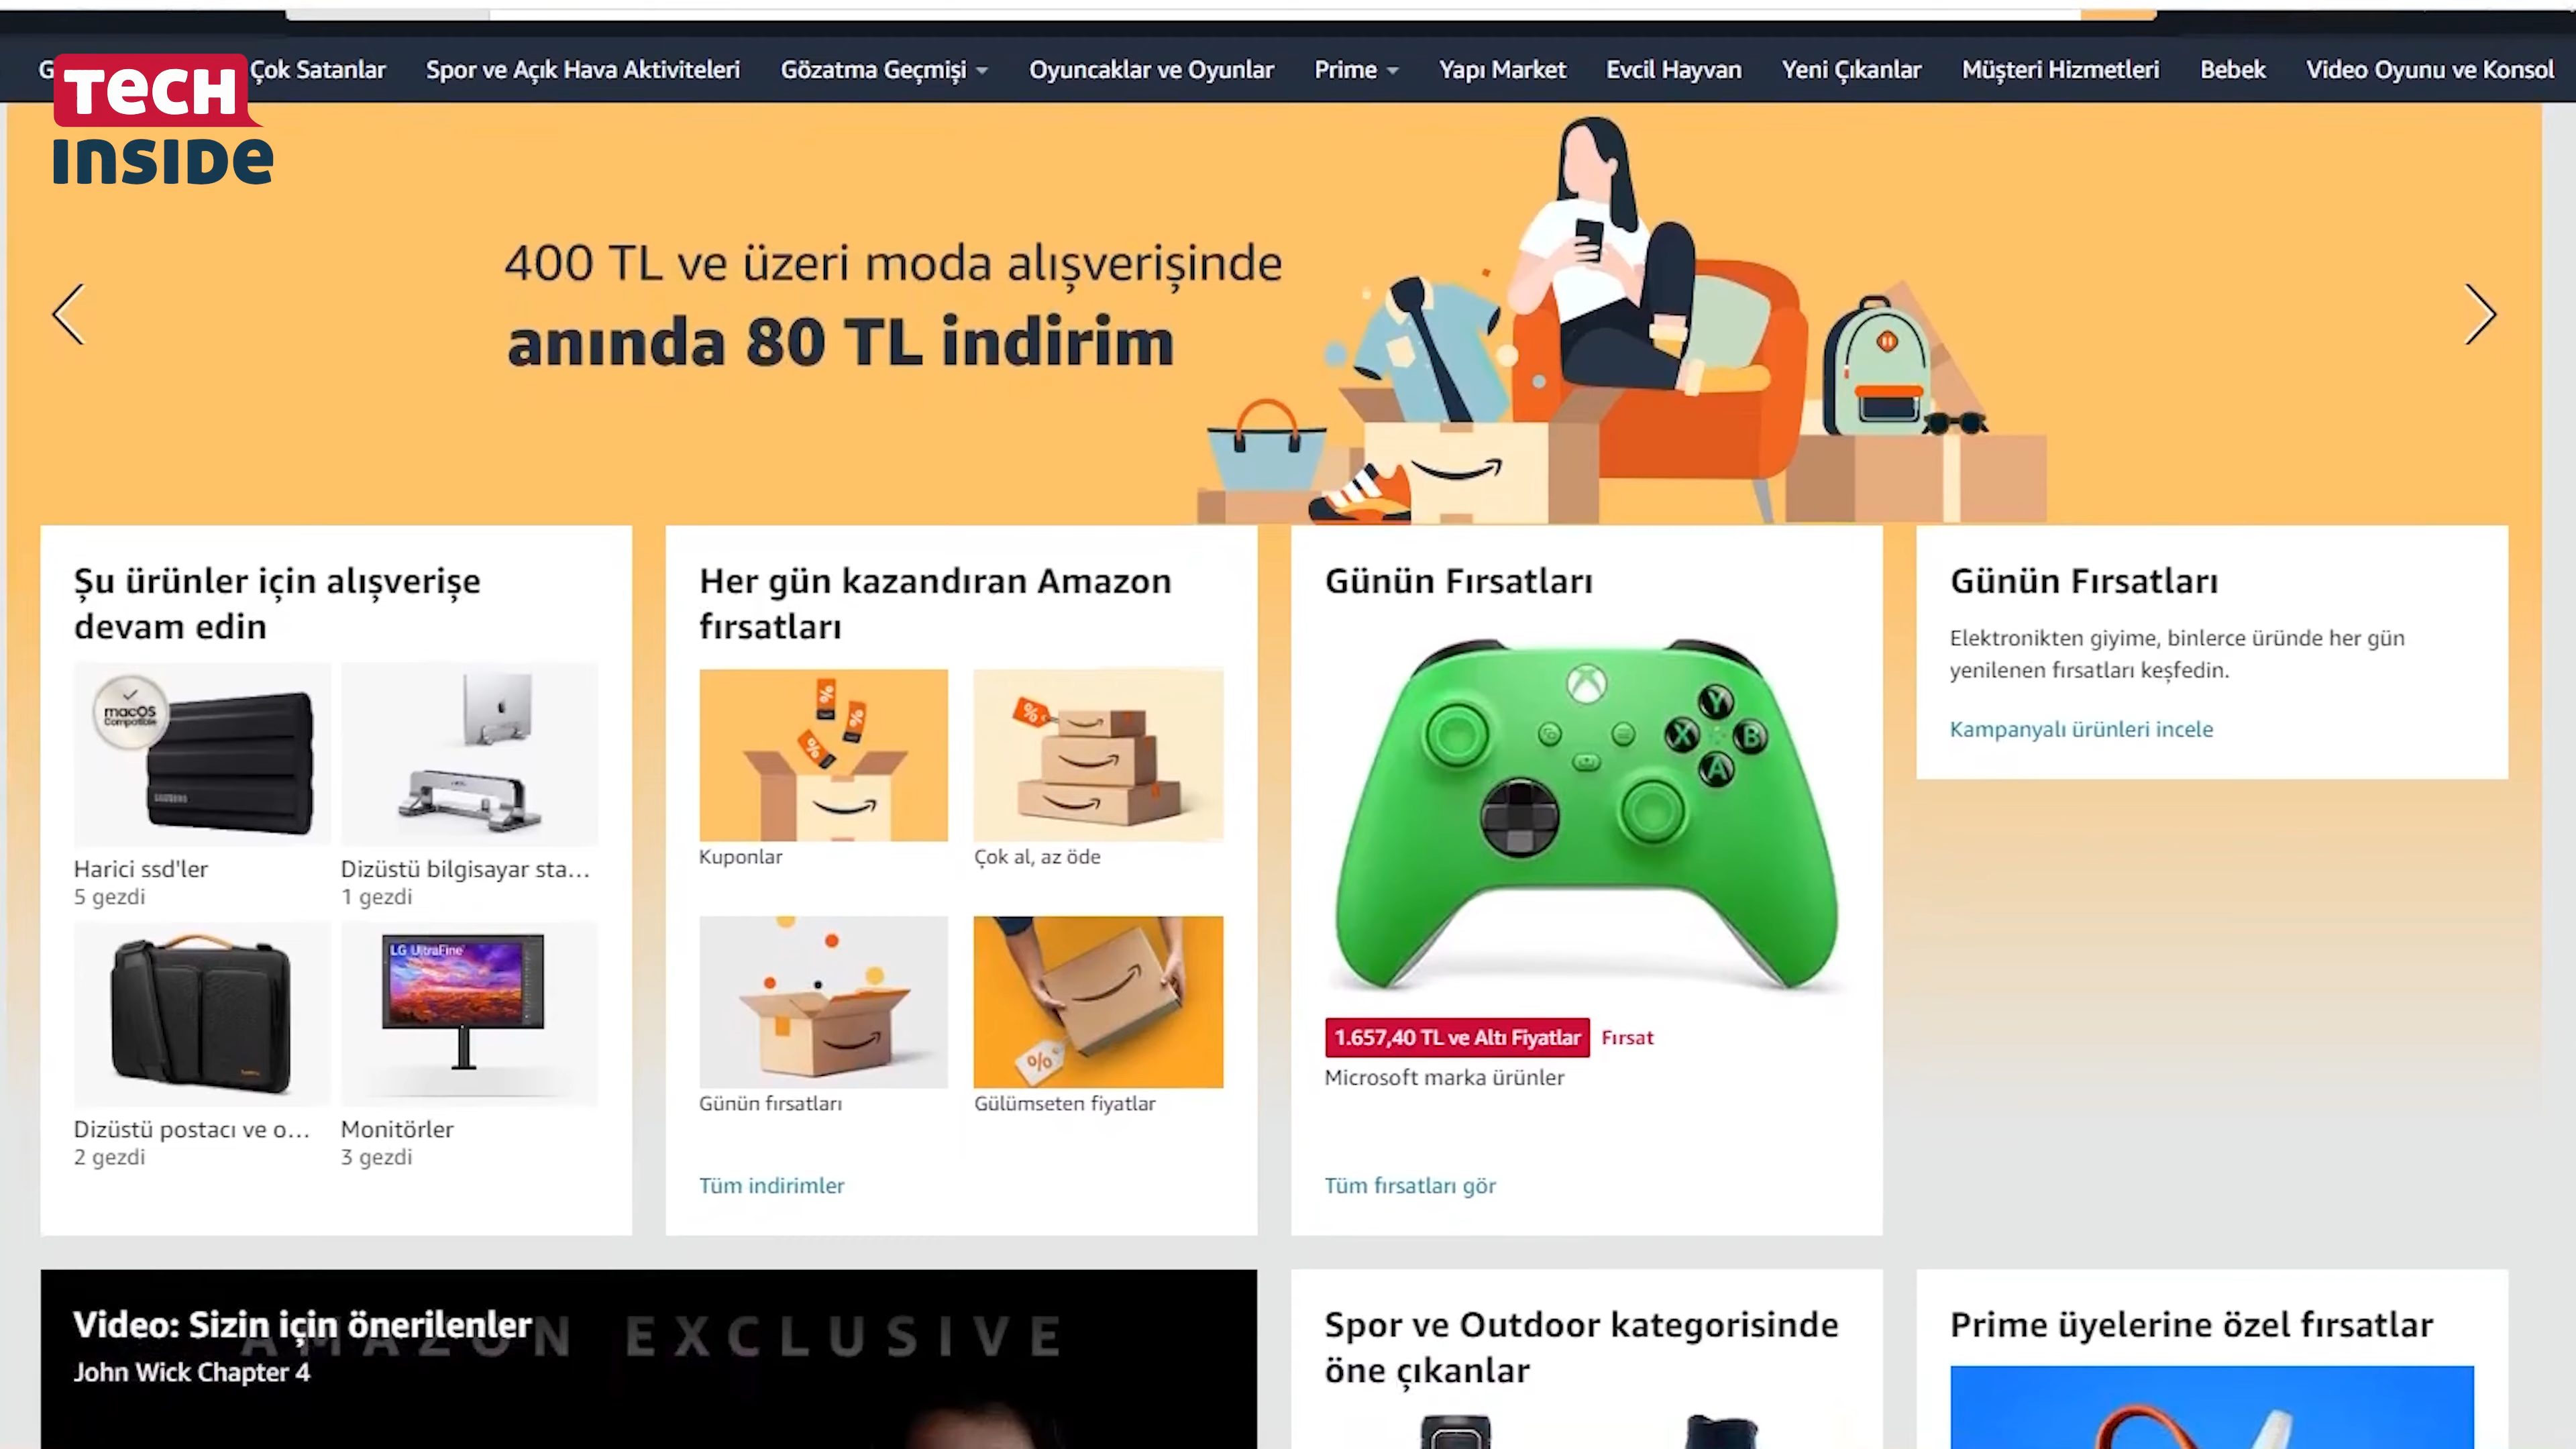 TECH
INSIDE
Çok Satanlar
Spor ve Açık Hava Aktiviteleri
Gözatma Geçmişi
Oyuncaklar ve Oyunlar
Prime
Yapı Market
Evcil Hayvan
Yeni Çıkanlar
Müşteri Hizmetleri
Bebek
Video Oyunu ve Konsol
400 TL ve üzeri moda alışverişinde
anında 80 TL indirim
Şu ürünler için alışverişe
devam edin
macOS
Compatible
SAMSUNG
Harici ssd'ler
5 gezdi
Dizüstü bilgisayar sta...
1 gezdi
Dizüstü postacı ve o...
2 gezdi
LG UltraFine
Monitörler
3 gezdi
Her gün kazandıran Amazon
fırsatları
Kuponlar
Çok al, az öde
Günün fırsatları
Gülümseten fiyatlar
Tüm indirimler
Günün Fırsatları
Y
X
B
A
1.657,40 TL ve Altı Fiyatlar
Fırsat
Microsoft marka ürünler
Tüm fırsatları gör
Günün Fırsatları
Elektronikten giyime, binlerce üründe her gün
yenilenen fırsatları keşfedin.
Kampanyalı ürünleri incele
Video: Sizin için önerilenler
AMAZON EXCLUSIVE
John Wick Chapter 4
Spor ve Outdoor kategorisinde
öne çıkanlar
Prime üyelerine özel fırsatlar